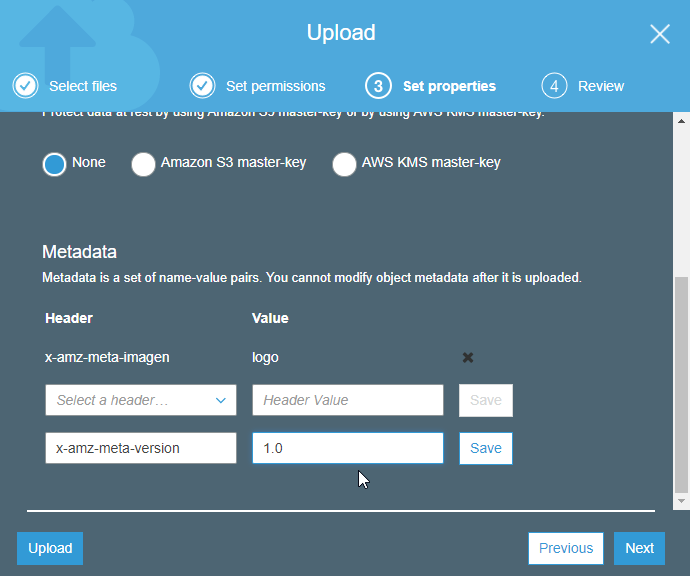 Upload
Select files
Set permissions
3 Set properties
4 Review
Protect data at rest by using Amazon S3 master-key or by using AWS KMS master-key.
None Amazon S3 master-key AWS KMS master-key
Metadata
Metadata is a set of name-value pairs. You cannot modify object metadata after it is uploaded.
Header Value
x-amz-meta-imagen logo
Select a header... Header Value Save
x-amz-meta-version 1.0 Save
Upload Previous Next